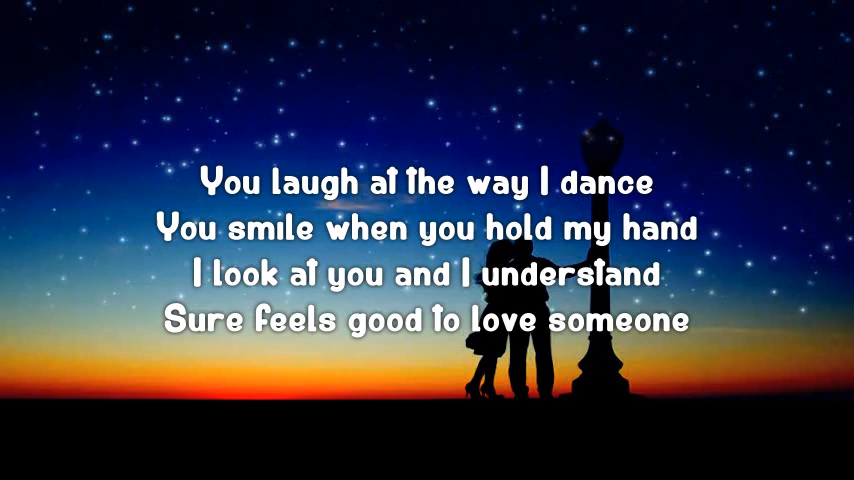 You laugh at the way I dance
You smile when you hold my hand
I look at you and I understand
Sure feels good to love someone